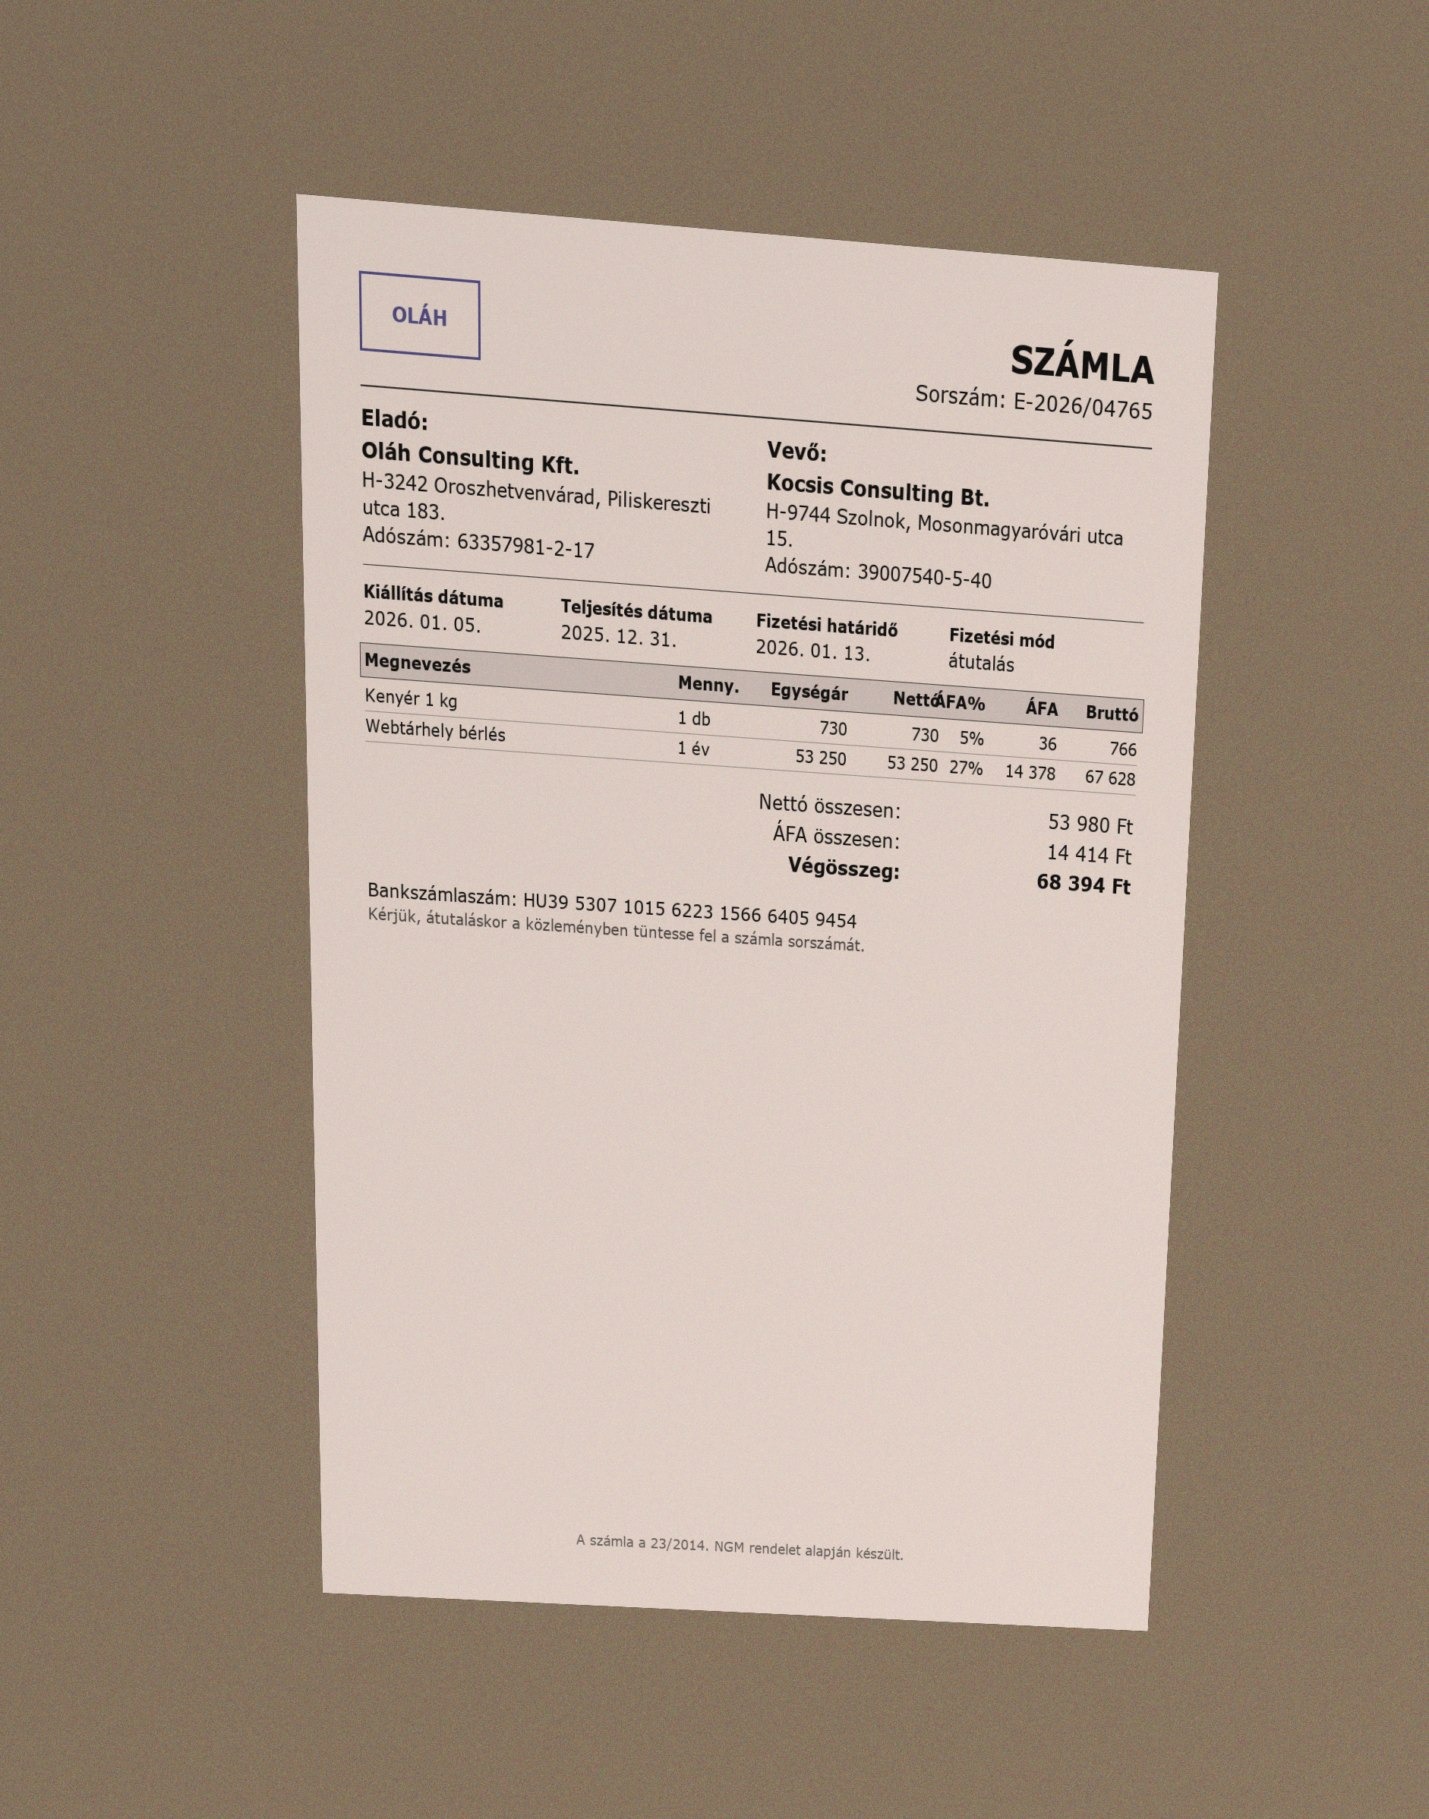 OLÁH
SZÁMLA
Sorszám: E-2026/04765
Eladó:
Oláh Consulting Kft.
H-3242 Oroszhetvenvárad, Piliskereszti
utca 183.
Adószám: 63357981-2-17
Vevő:
Kocsis Consulting Bt.
H-9744 Szolnok, Mosonmagyaróvári utca
15.
Adószám: 39007540-5-40
Kiállítás dátuma Teljesítés dátuma Fizetési határidő Fizetési mód
2026. 01. 05. 2025. 12. 31. 2026. 01. 13. átutalás
Megnevezés Menny. Egységár Nettó ÁFA% ÁFA Bruttó
Kenyér 1 kg 1 db 730 730 5% 36 766
Webtárhely bérlés 1 év 53 250 53 250 27% 14 378 67 628
Nettó összesen: 53 980 Ft
ÁFA összesen: 14 414 Ft
Végösszeg: 68 394 Ft
Bankszámlaszám: HU39 5307 1015 6223 1566 6405 9454
Kérjük, átutaláskor a közleményben tüntesse fel a számla sorszámát.
A számla a 23/2014. NGM rendelet alapján készült.